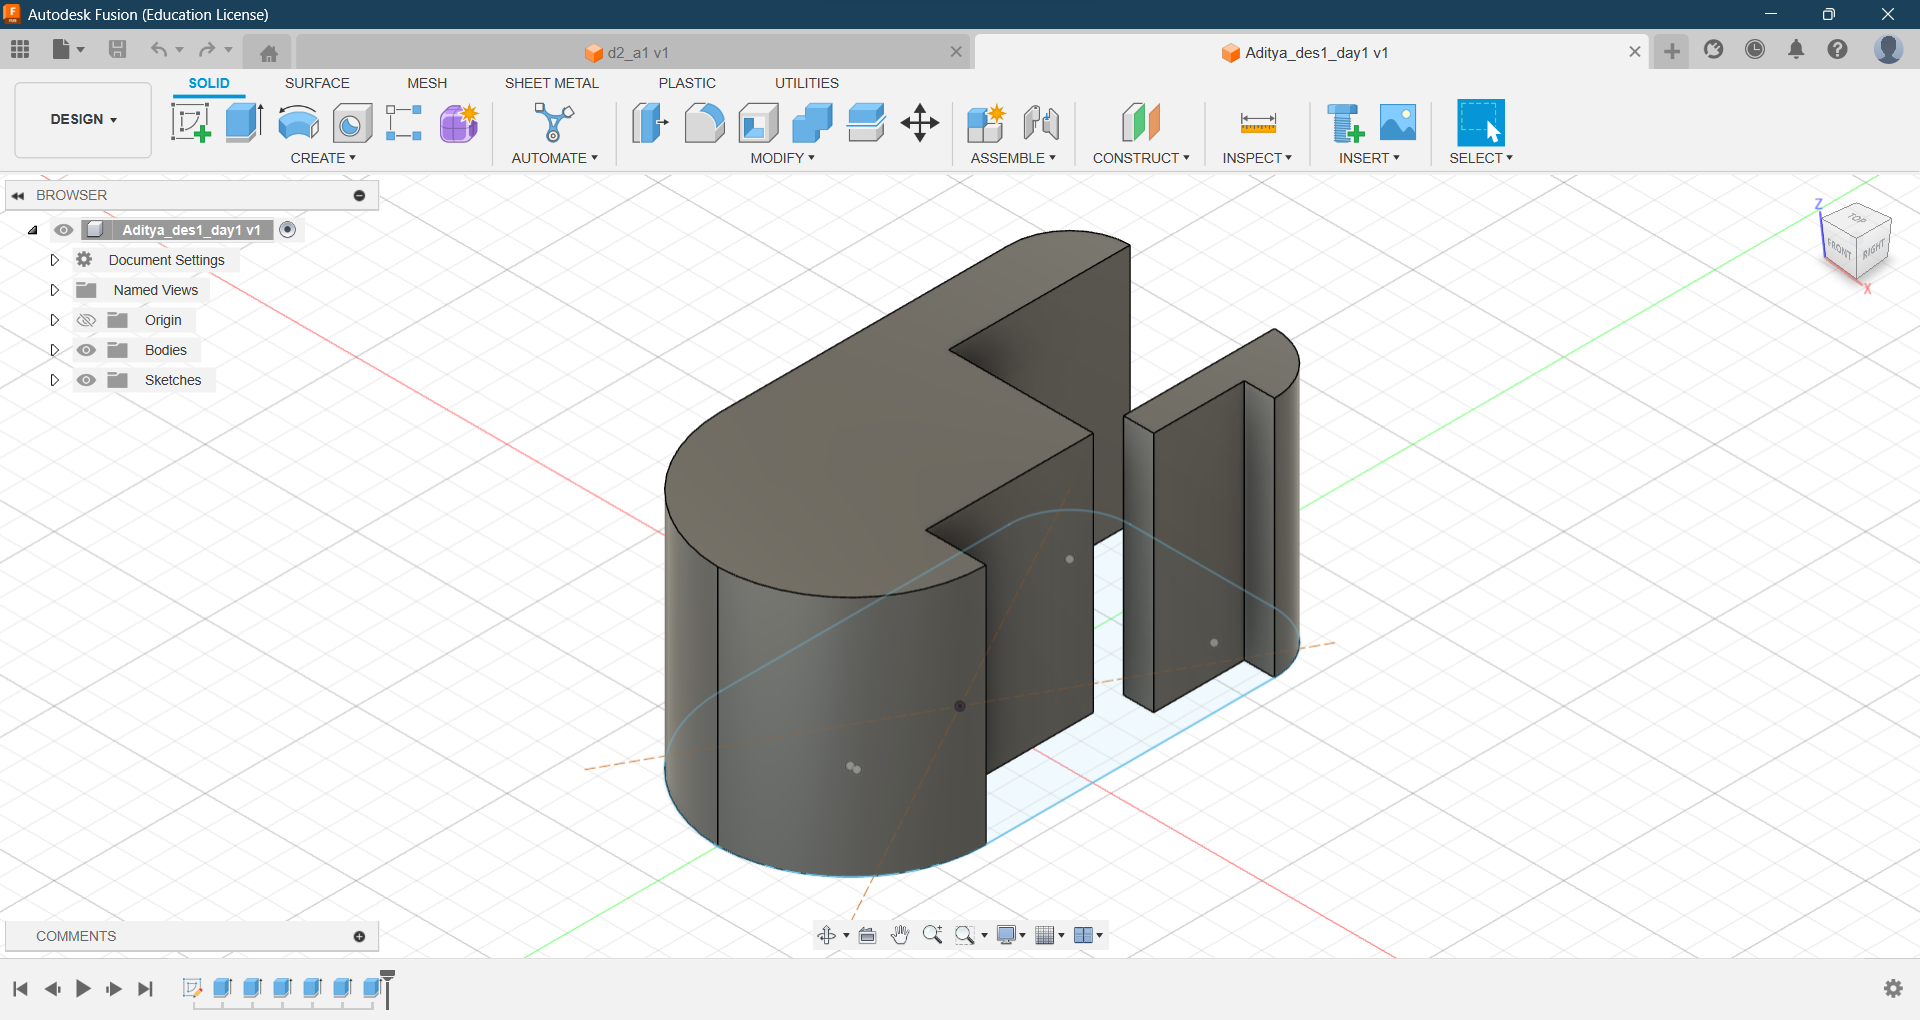 Autodesk Fusion (Education License)
d2_a1 v1
Aditya_des1_day1 v1
SOLID SURFACE MESH SHEET METAL PLASTIC UTILITIES
DESIGN
CREATE AUTOMATE MODIFY ASSEMBLE CONSTRUCT INSPECT INSERT SELECT
BROWSER
Aditya_des1_day1 v1
Document Settings
Named Views
Origin
Bodies
Sketches
Z
TOP
FRONT RIGHT
X
COMMENTS